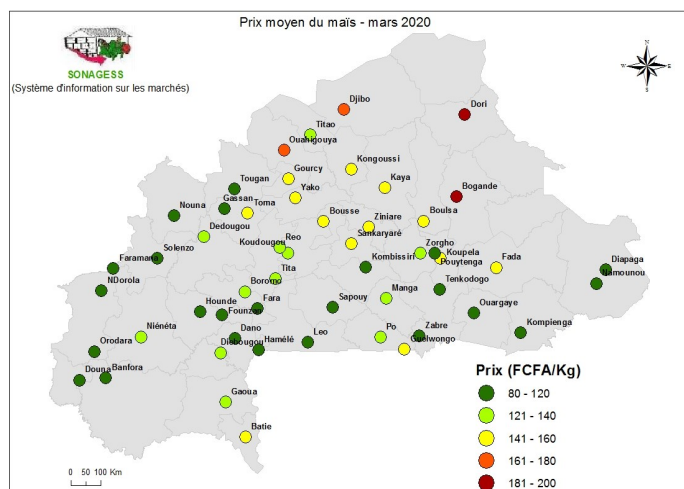 Prix moyen du maïs - mars 2020
SONAGESS
(Système d'information sur les marchés)
N
W
E
S
Djibo
Dori
Titao
Ouahigouya
Kongoussi
Gourcy
Tougan
Kaya
Yako
Bogande
Gassan
Nouna
Toma
Bousse
Boulsa
Ziniare
Dedougou
Sankaryaré
Koudougou
Reo
Zorgho
Solenzo
Kombissiri
Koupela
Pouytenga
Fada
Faramana
Diapaga
Namounou
Tita
NDorola
Boromo
Manga
Tenkodogo
Hounde
Fara
Founzan
Sapouy
Ouargaye
Niénéta
Dano
Leo
Po
Zabre
Kompienga
Orodara
Diebougou
Hamélé
Guelwongo
Douna
Banfora
Gaoua
Batie
Prix (FCFA/Kg)
80 - 120
121 - 140
141 - 160
161 - 180
181 - 200
0 50 100 Km